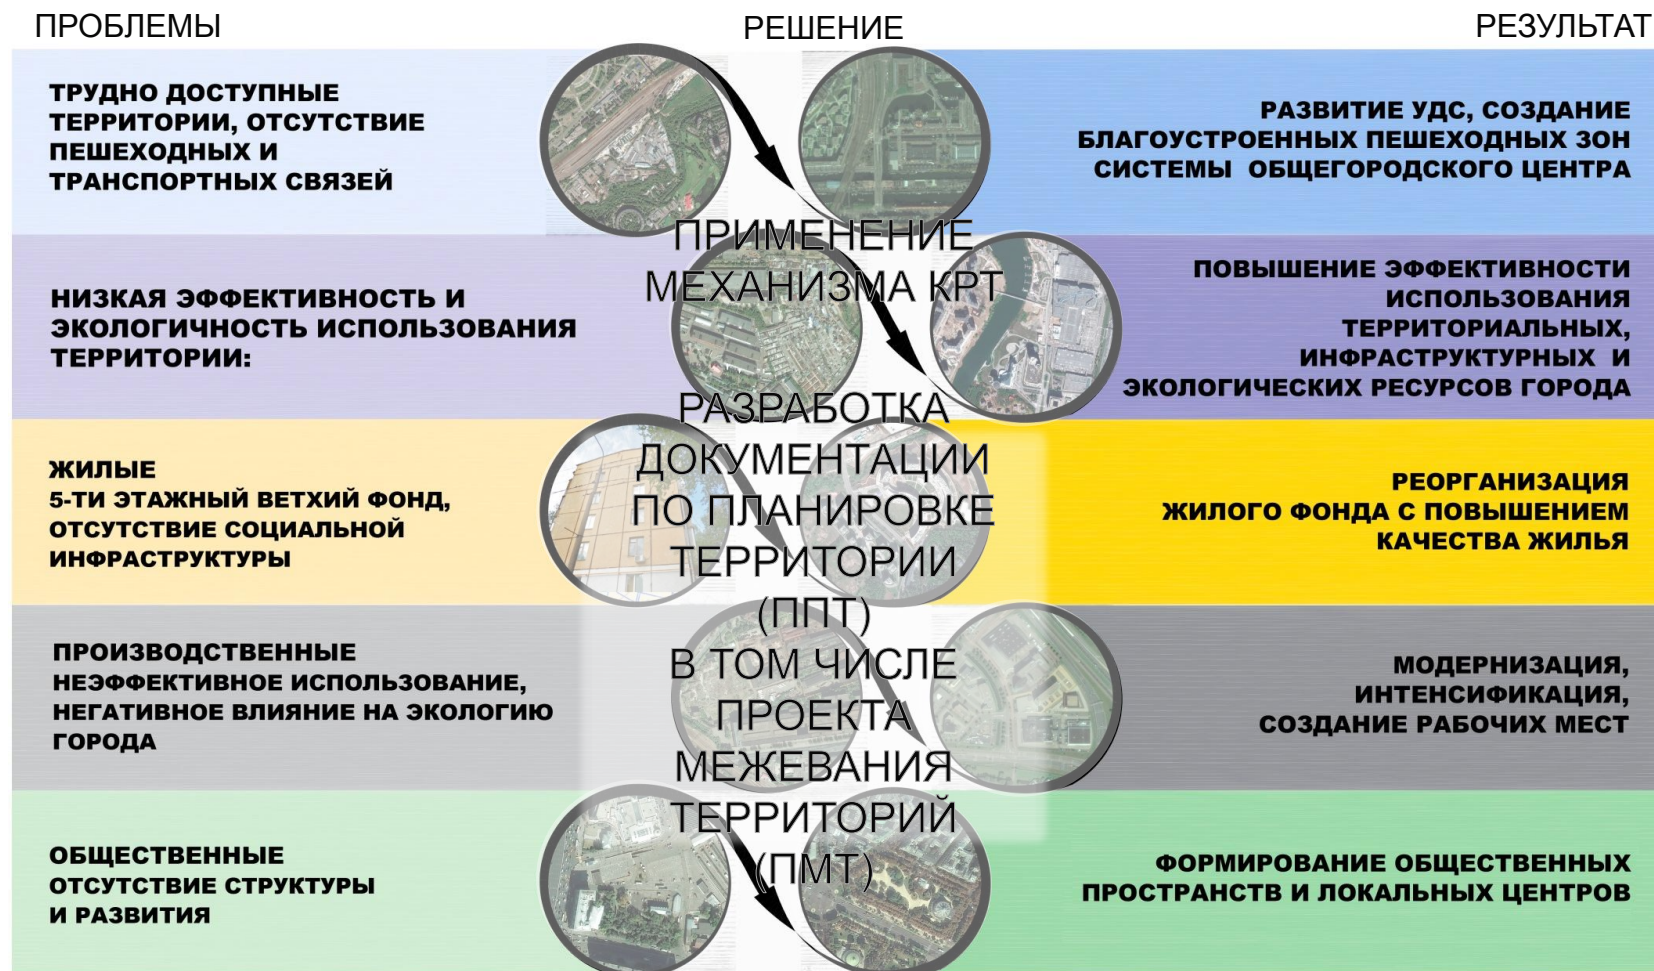 ПРОБЛЕМЫ
РЕШЕНИЕ
РЕЗУЛЬТАТ
ТРУДНО ДОСТУПНЫЕ
ТЕРРИТОРИИ, ОТСУТСТВИЕ
ПЕШЕХОДНЫХ И
ТРАНСПОРТНЫХ СВЯЗЕЙ
НИЗКАЯ ЭФФЕКТИВНОСТЬ И
ЭКОЛОГИЧНОСТЬ ИСПОЛЬЗОВАНИЯ
ТЕРРИТОРИИ:
ЖИЛЫЕ
5-ТИ ЭТАЖНЫЙ ВЕТХИЙ ФОНД,
ОТСУТСТВИЕ СОЦИАЛЬНОЙ
ИНФРАСТРУКТУРЫ
ПРОИЗВОДСТВЕННЫЕ
НЕЭФФЕКТИВНОЕ ИСПОЛЬЗОВАНИЕ,
НЕГАТИВНОЕ ВЛИЯНИЕ НА ЭКОЛОГИЮ
ГОРОДА
ОБЩЕСТВЕННЫЕ
ОТСУТСТВИЕ СТРУКТУРЫ
И РАЗВИТИЯ
ПРИМЕНЕНИЕ
МЕХАНИЗМА КРТ
РАЗРАБОТКА
ДОКУМЕНТАЦИИ
ПО ПЛАНИРОВКЕ
ТЕРРИТОРИИ
(ППТ)
В ТОМ ЧИСЛЕ
ПРОЕКТА
МЕЖЕВАНИЯ
ТЕРРИТОРИЙ
(ПМТ)
РАЗВИТИЕ УДС, СОЗДАНИЕ
БЛАГОУСТРОЕННЫХ ПЕШЕХОДНЫХ ЗОН
СИСТЕМЫ ОБЩЕГОРОДСКОГО ЦЕНТРА
ПОВЫШЕНИЕ ЭФФЕКТИВНОСТИ
ИСПОЛЬЗОВАНИЯ
ТЕРРИТОРИАЛЬНЫХ,
ИНФРАСТРУКТУРНЫХ И
ЭКОЛОГИЧЕСКИХ РЕСУРСОВ ГОРОДА
РЕОРГАНИЗАЦИЯ
ЖИЛОГО ФОНДА С ПОВЫШЕНИЕМ
КАЧЕСТВА ЖИЛЬЯ
МОДЕРНИЗАЦИЯ,
ИНТЕНСИФИКАЦИЯ,
СОЗДАНИЕ РАБОЧИХ МЕСТ
ФОРМИРОВАНИЕ ОБЩЕСТВЕННЫХ
ПРОСТРАНСТВ И ЛОКАЛЬНЫХ ЦЕНТРОВ